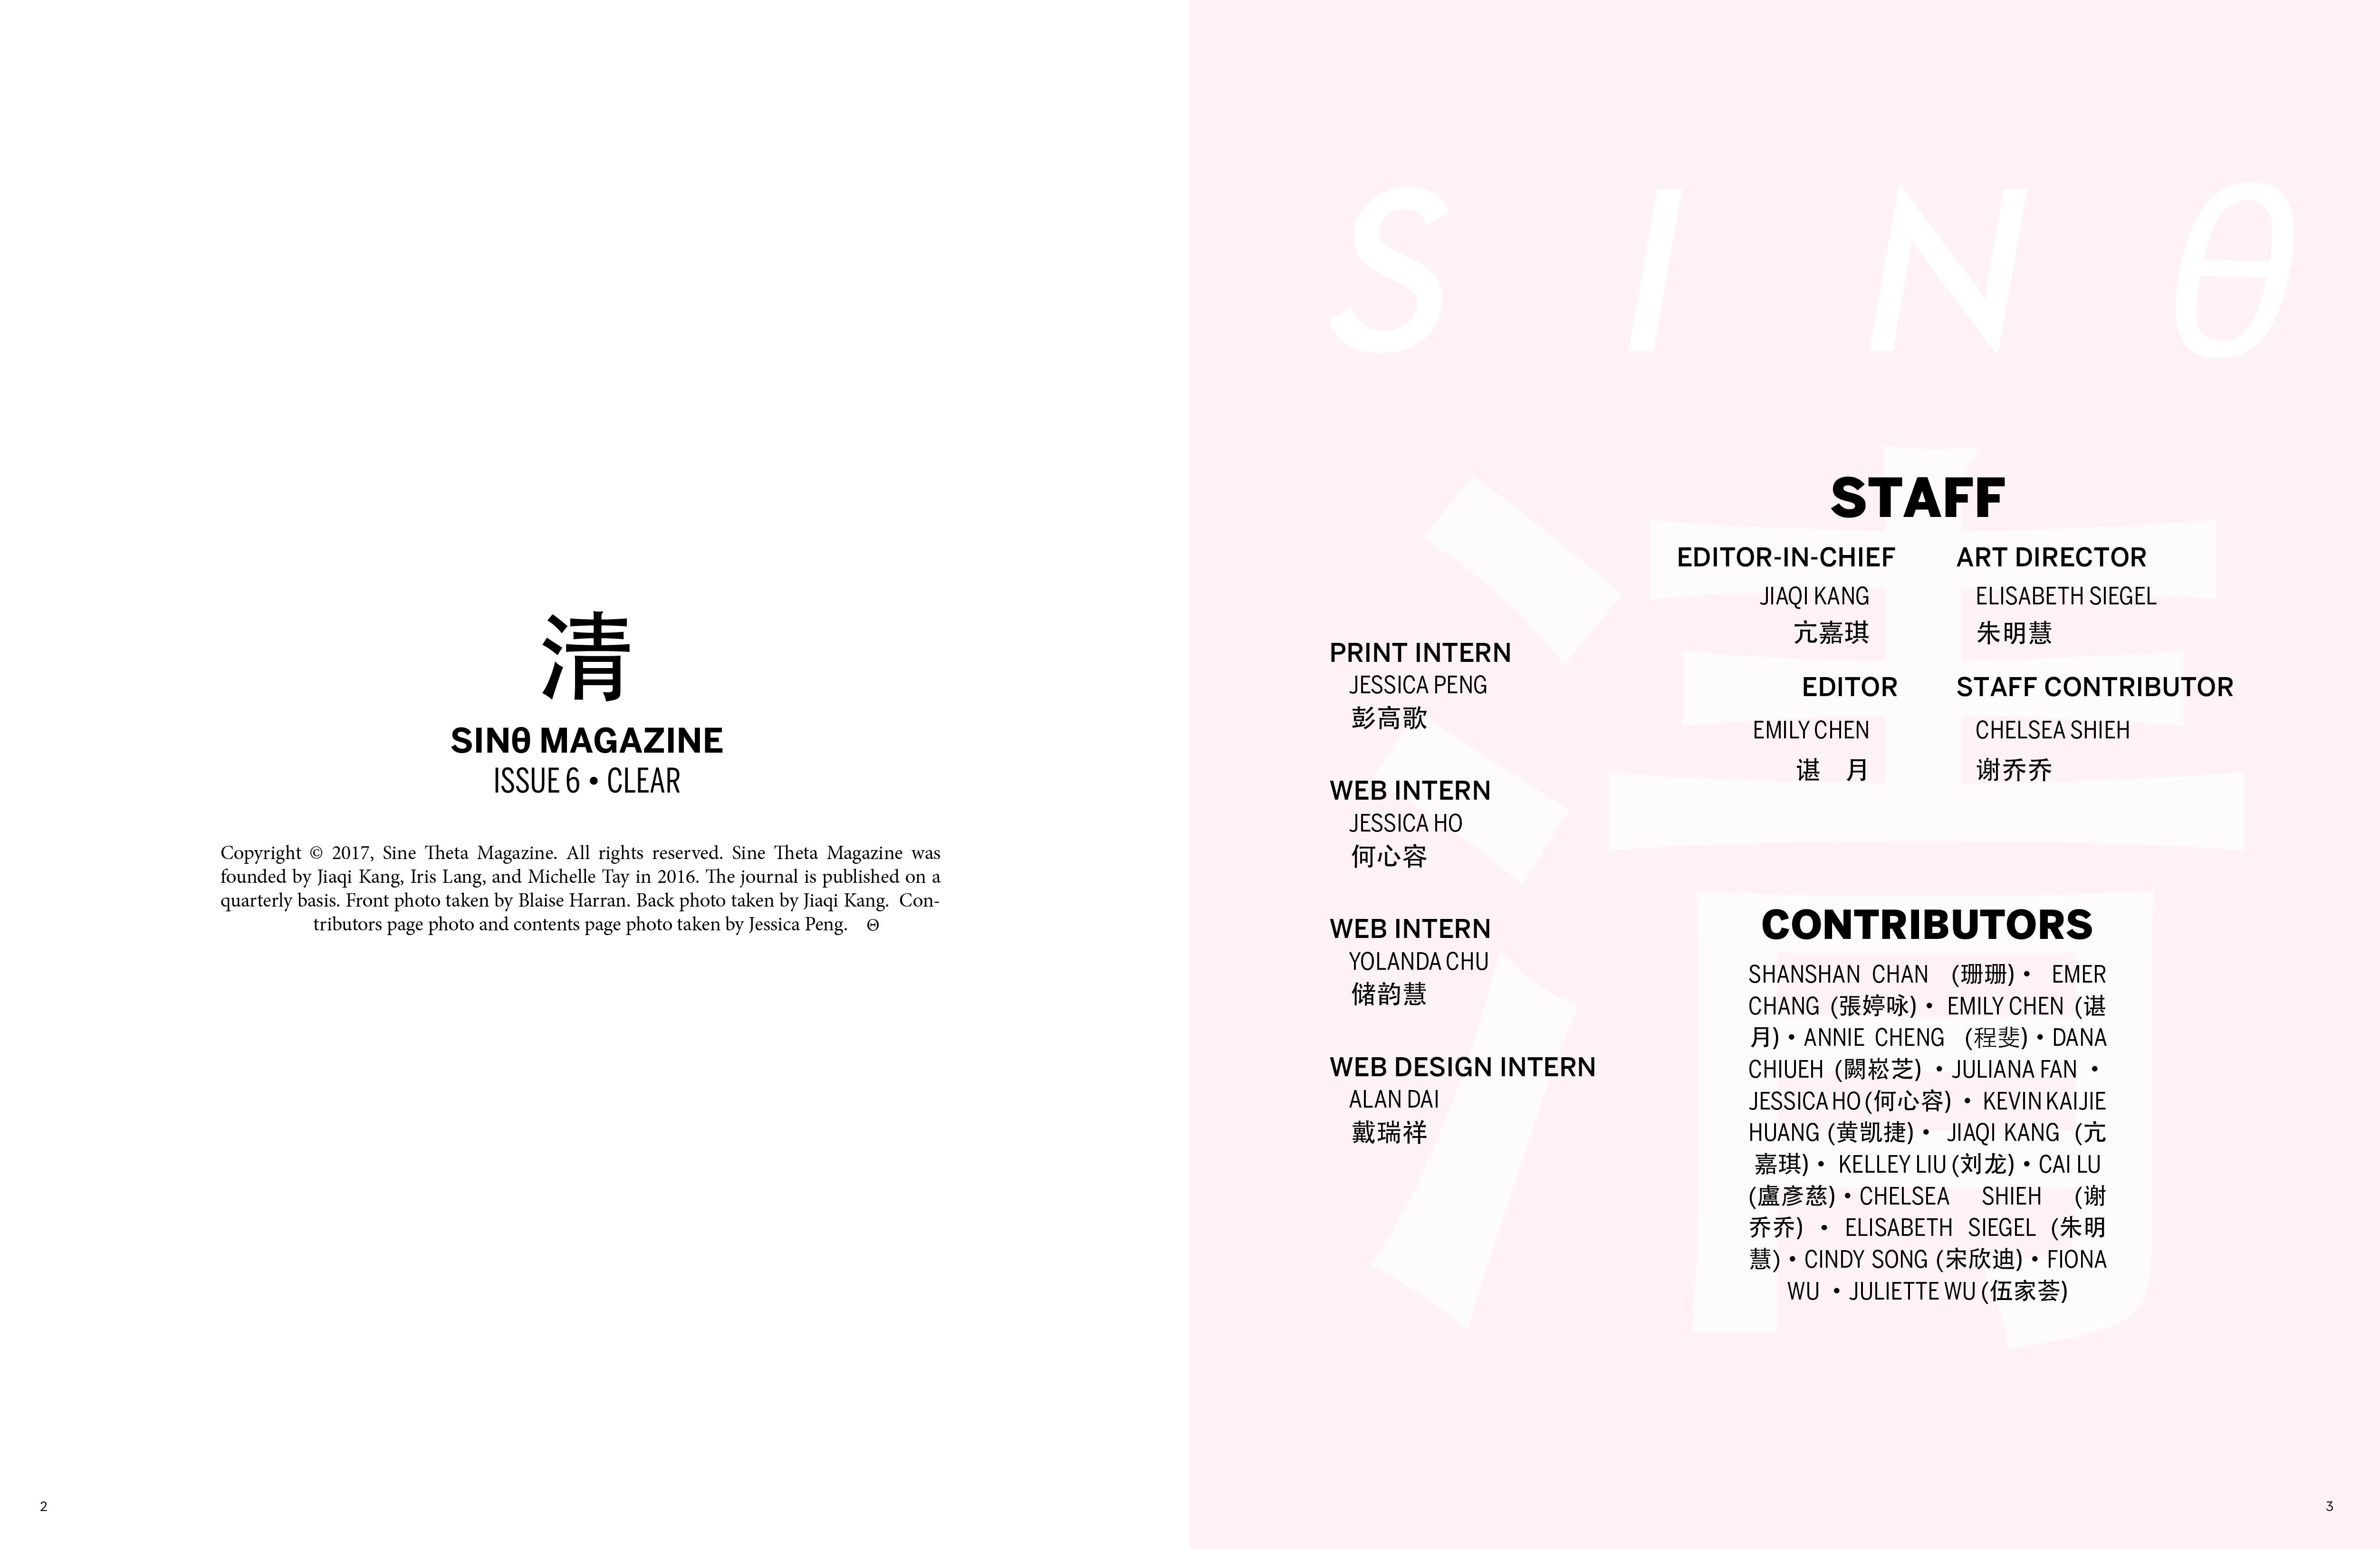 清
SINθ MAGAZINE
ISSUE 6 • CLEAR
Copyright © 2017, Sine Theta Magazine. All rights reserved. Sine Theta Magazine was
founded by Jiaqi Kang, Iris Lang, and Michelle Tay in 2016. The journal is published on a
quarterly basis. Front photo taken by Blaise Harran. Back photo taken by Jiaqi Kang. Con-
tributors page photo and contents page photo taken by Jessica Peng. Θ
2
S I N θ
清
PRINT INTERN
JESSICA PENG
彭高歌
WEB INTERN
JESSICA HO
何心容
WEB INTERN
YOLANDA CHU
储韵慧
WEB DESIGN INTERN
ALAN DAI
戴瑞祥
STAFF
EDITOR-IN-CHIEF
JIAQI KANG
亢嘉琪
ART DIRECTOR
ELISABETH SIEGEL
朱明慧
EDITOR
EMILY CHEN
谌 月
STAFF CONTRIBUTOR
CHELSEA SHIEH
谢乔乔
CONTRIBUTORS
SHANSHAN CHAN (珊珊) • EMER
CHANG (張婷咏) • EMILY CHEN (谌
月) • ANNIE CHENG (程斐) • DANA
CHIUEH (闕崧芝) • JULIANA FAN •
JESSICA HO (何心容) • KEVIN KAIJIE
HUANG (黄凯捷) • JIAQI KANG (亢
嘉琪) • KELLEY LIU (刘龙) • CAI LU
(盧彥慈) • CHELSEA SHIEH (谢
乔乔) • ELISABETH SIEGEL (朱明
慧) • CINDY SONG (宋欣迪) • FIONA
WU • JULIETTE WU (伍家荟)
3